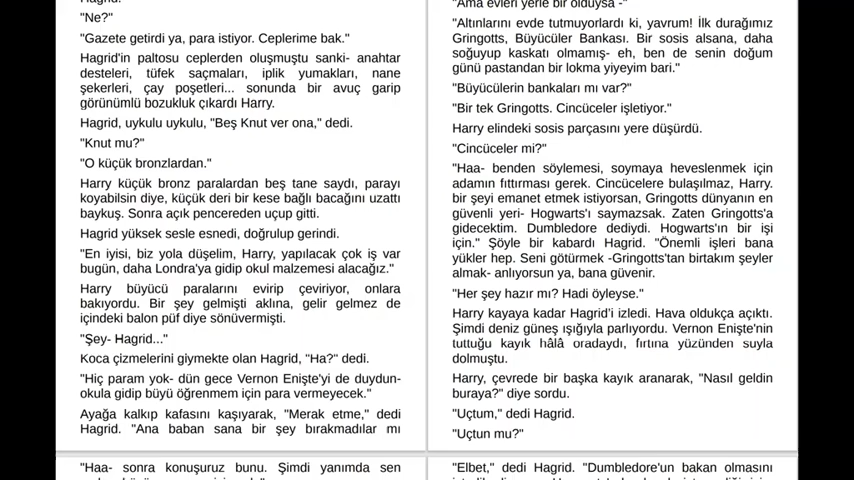 Hagrid.
"Ne?"
"Gazete getirdi ya, para istiyor. Ceplerime bak."
Hagrid'in paltosu ceplerden oluşmuştu sanki- anahtar
desteleri, tüfek saçmaları, iplik yumakları, nane
şekerleri, çay poşetleri... sonunda bir avuç garip
görünümlü bozukluk çıkardı Harry.
Hagrid, uykulu uykulu, "Beş Knut ver ona," dedi.
"Knut mu?"
"O küçük bronzlardan."
Harry küçük bronz paralardan beş tane saydı, parayı
koyabilsin diye, küçük deri bir kese bağlı bacağını uzattı
baykuş. Sonra açık pencereden uçup gitti.
Hagrid yüksek sesle esnedi, doğrulup gerindi.
"En iyisi, biz yola düşelim, Harry, yapılacak çok iş var
bugün, daha Londra'ya gidip okul malzemesi alacağız."
Harry büyücü paralarını evirip çeviriyor, onlara
bakıyordu. Bir şey gelmişti aklına, gelir gelmez de
içindeki balon püf diye sönüvermişti.
"Şey- Hagrid..."
Koca çizmelerini giymekte olan Hagrid, "Ha?" dedi.
"Hiç param yok- dün gece Vernon Enişte'yi de duydun-
okula gidip büyü öğrenmem için para vermeyecek."
Ayağa kalkıp kafasını kaşıyarak, "Merak etme," dedi
Hagrid. "Ana baban sana bir şey bırakmadılar mı
"Haa- sonra konuşuruz bunu. Şimdi yanımda sen
"Ama evleri yerle bir olduysa -"
"Altınlarını evde tutmuyorlardı ki, yavrum! İlk durağımız
Gringotts, Büyücüler Bankası. Bir sosis alsana, daha
soğuyup kaskatı olmamış- eh, ben de senin doğum
günü pastandan bir lokma yiyeyim bari."
"Büyücülerin bankaları mı var?"
"Bir tek Gringotts. Cincüceler işletiyor."
Harry elindeki sosis parçasını yere düşürdü.
"Cincüceler mi?"
"Haa- benden söylemesi, soymaya heveslenmek için
adamın fıttırması gerek. Cincücelere bulaşılmaz, Harry.
bir şeyi emanet etmek istiyorsan, Gringotts dünyanın en
güvenli yeri- Hogwarts'ı saymazsak. Zaten Gringotts'a
gidecektim. Dumbledore dediydi. Hogwarts'ın bir işi
için." Şöyle bir kabardı Hagrid. "Önemli işleri bana
yükler hep. Seni götürmek -Gringotts'tan birtakım şeyler
almak- anlıyorsun ya, bana güvenir.
"Her şey hazır mı? Hadi öyleyse."
Harry kayaya kadar Hagrid'i izledi. Hava oldukça açıktı.
Şimdi deniz güneş ışığıyla parlıyordu. Vernon Enişte'nin
tuttuğu kayık hâlâ oradaydı, fırtına yüzünden suyla
dolmuştu.
Harry, çevrede bir başka kayık aranarak, "Nasıl geldin
buraya?" diye sordu.
"Uçtum," dedi Hagrid.
"Uçtun mu?"
"Elbet," dedi Hagrid. "Dumbledore'un bakan olmasını